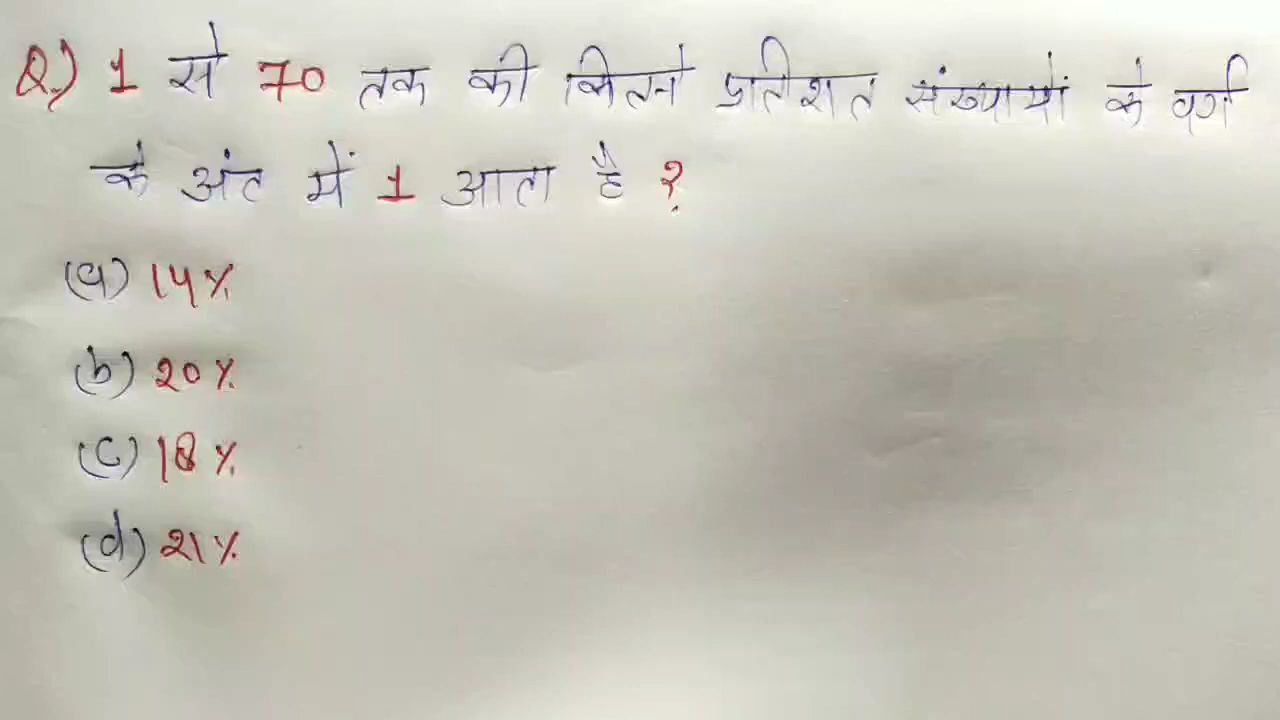 Q.) 1 से 70 तक की कितने प्रतिशत संख्यायों के वर्ग
के अंत में 1 आता है ?
(a) 14%
(b) 20%
(c) 18%
(d) 21%